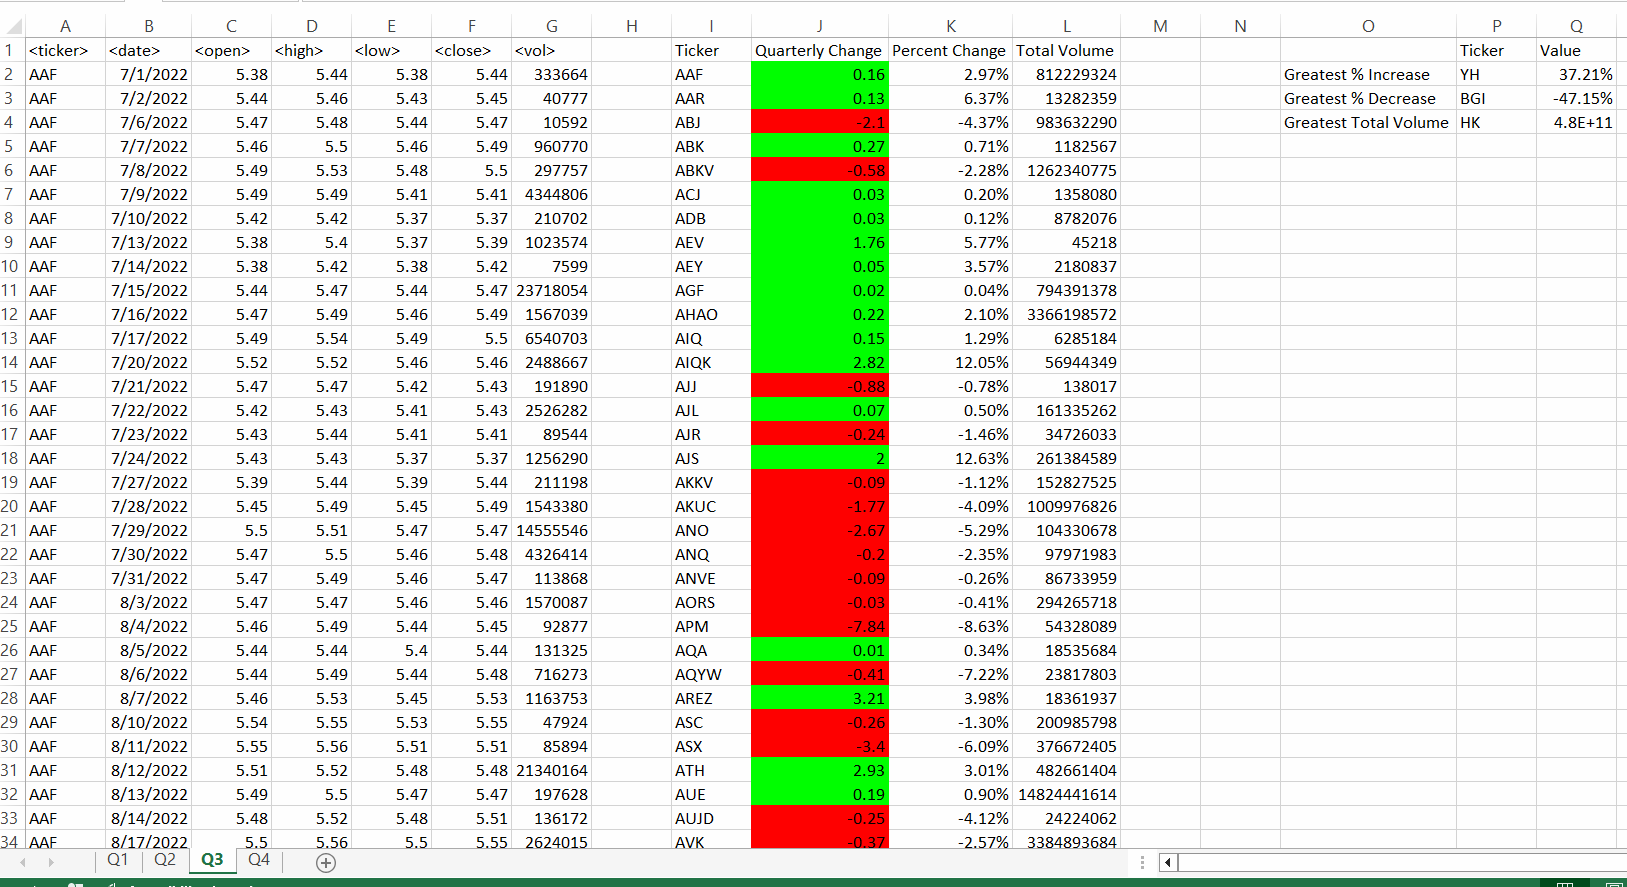 A B C D E F G H I J K L M N O P Q
1 <ticker> <date> <open> <high> <low> <close> <vol> Ticker Quarterly Change Percent Change Total Volume Ticker Value
2 AAF 7/1/2022 5.38 5.44 5.38 5.44 333664 AAF 0.16 2.97% 812229324 Greatest % Increase YH 37.21%
3 AAF 7/2/2022 5.44 5.46 5.43 5.45 40777 AAR 0.13 6.37% 13282359 Greatest % Decrease BGI -47.15%
4 AAF 7/6/2022 5.47 5.48 5.44 5.47 10592 ABJ -2.1 -4.37% 983632290 Greatest Total Volume HK 4.8E+11
5 AAF 7/7/2022 5.46 5.5 5.46 5.49 960770 ABK 0.27 0.71% 1182567
6 AAF 7/8/2022 5.49 5.53 5.48 5.5 297757 ABKV -0.58 -2.28% 1262340775
7 AAF 7/9/2022 5.49 5.49 5.41 5.41 4344806 ACJ 0.03 0.20% 1358080
8 AAF 7/10/2022 5.42 5.42 5.37 5.37 210702 ADB 0.03 0.12% 8782076
9 AAF 7/13/2022 5.38 5.4 5.37 5.39 1023574 AEV 1.76 5.77% 45218
10 AAF 7/14/2022 5.38 5.42 5.38 5.42 7599 AEY 0.05 3.57% 2180837
11 AAF 7/15/2022 5.44 5.47 5.44 5.47 23718054 AGF 0.02 0.04% 794391378
12 AAF 7/16/2022 5.47 5.49 5.46 5.49 1567039 AHAO 0.22 2.10% 3366198572
13 AAF 7/17/2022 5.49 5.54 5.49 5.5 6540703 AIQ 0.15 1.29% 6285184
14 AAF 7/20/2022 5.52 5.52 5.46 5.46 2488667 AIQK 2.82 12.05% 56944349
15 AAF 7/21/2022 5.47 5.47 5.42 5.43 191890 AJJ -0.88 -0.78% 138017
16 AAF 7/22/2022 5.42 5.43 5.41 5.43 2526282 AJL 0.07 0.50% 161335262
17 AAF 7/23/2022 5.43 5.44 5.41 5.41 89544 AJR -0.24 -1.46% 34726033
18 AAF 7/24/2022 5.43 5.43 5.37 5.37 1256290 AJS 2 12.63% 261384589
19 AAF 7/27/2022 5.39 5.44 5.39 5.44 211198 AKKV -0.09 -1.12% 152827525
20 AAF 7/28/2022 5.45 5.49 5.45 5.49 1543380 AKUC -1.77 -4.09% 1009976826
21 AAF 7/29/2022 5.5 5.51 5.47 5.47 14555546 ANO -2.67 -5.29% 104330678
22 AAF 7/30/2022 5.47 5.5 5.46 5.48 4326414 ANQ -0.2 -2.35% 97971983
23 AAF 7/31/2022 5.47 5.49 5.46 5.47 113868 ANVE -0.09 -0.26% 86733959
24 AAF 8/3/2022 5.47 5.47 5.46 5.46 1570087 AORS -0.03 -0.41% 294265718
25 AAF 8/4/2022 5.46 5.49 5.44 5.45 92877 APM -7.84 -8.63% 54328089
26 AAF 8/5/2022 5.44 5.44 5.4 5.44 131325 AQA 0.01 0.34% 18535684
27 AAF 8/6/2022 5.44 5.49 5.44 5.48 716273 AQYW -0.41 -7.22% 23817803
28 AAF 8/7/2022 5.46 5.53 5.45 5.53 1163753 AREZ 3.21 3.98% 18361937
29 AAF 8/10/2022 5.54 5.55 5.53 5.55 47924 ASC -0.26 -1.30% 200985798
30 AAF 8/11/2022 5.55 5.56 5.51 5.51 85894 ASX -3.4 -6.09% 376672405
31 AAF 8/12/2022 5.51 5.52 5.48 5.48 21340164 ATH 2.93 3.01% 482661404
32 AAF 8/13/2022 5.49 5.5 5.47 5.47 197628 AUE 0.19 0.90% 14824441614
33 AAF 8/14/2022 5.48 5.52 5.48 5.51 136172 AUJD -0.25 -4.12% 24224062
34 AAF 8/17/2022 5.5 5.56 5.5 5.55 2624015 AVK -0.37 -2.57% 3384893684
Q1 Q2 Q3 Q4